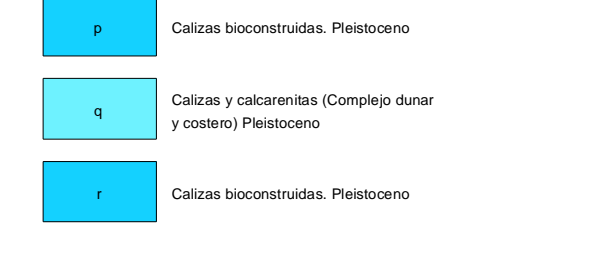 p
Calizas bioconstruidas. Pleistoceno
q
Calizas y calcarenitas (Complejo dunar
y costero) Pleistoceno
r
Calizas bioconstruidas. Pleistoceno